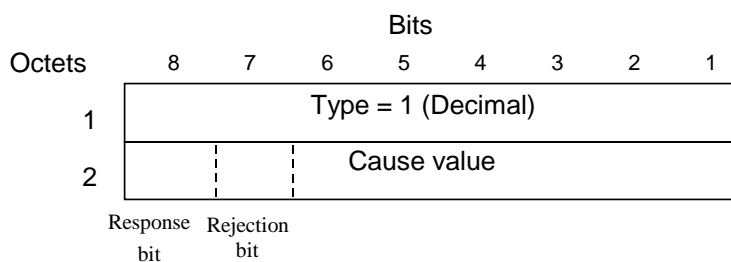 Bits
Octets 8 7 6 5 4 3 2 1
1 Type = 1 (Decimal)
2 Cause value
Response Rejection
bit bit